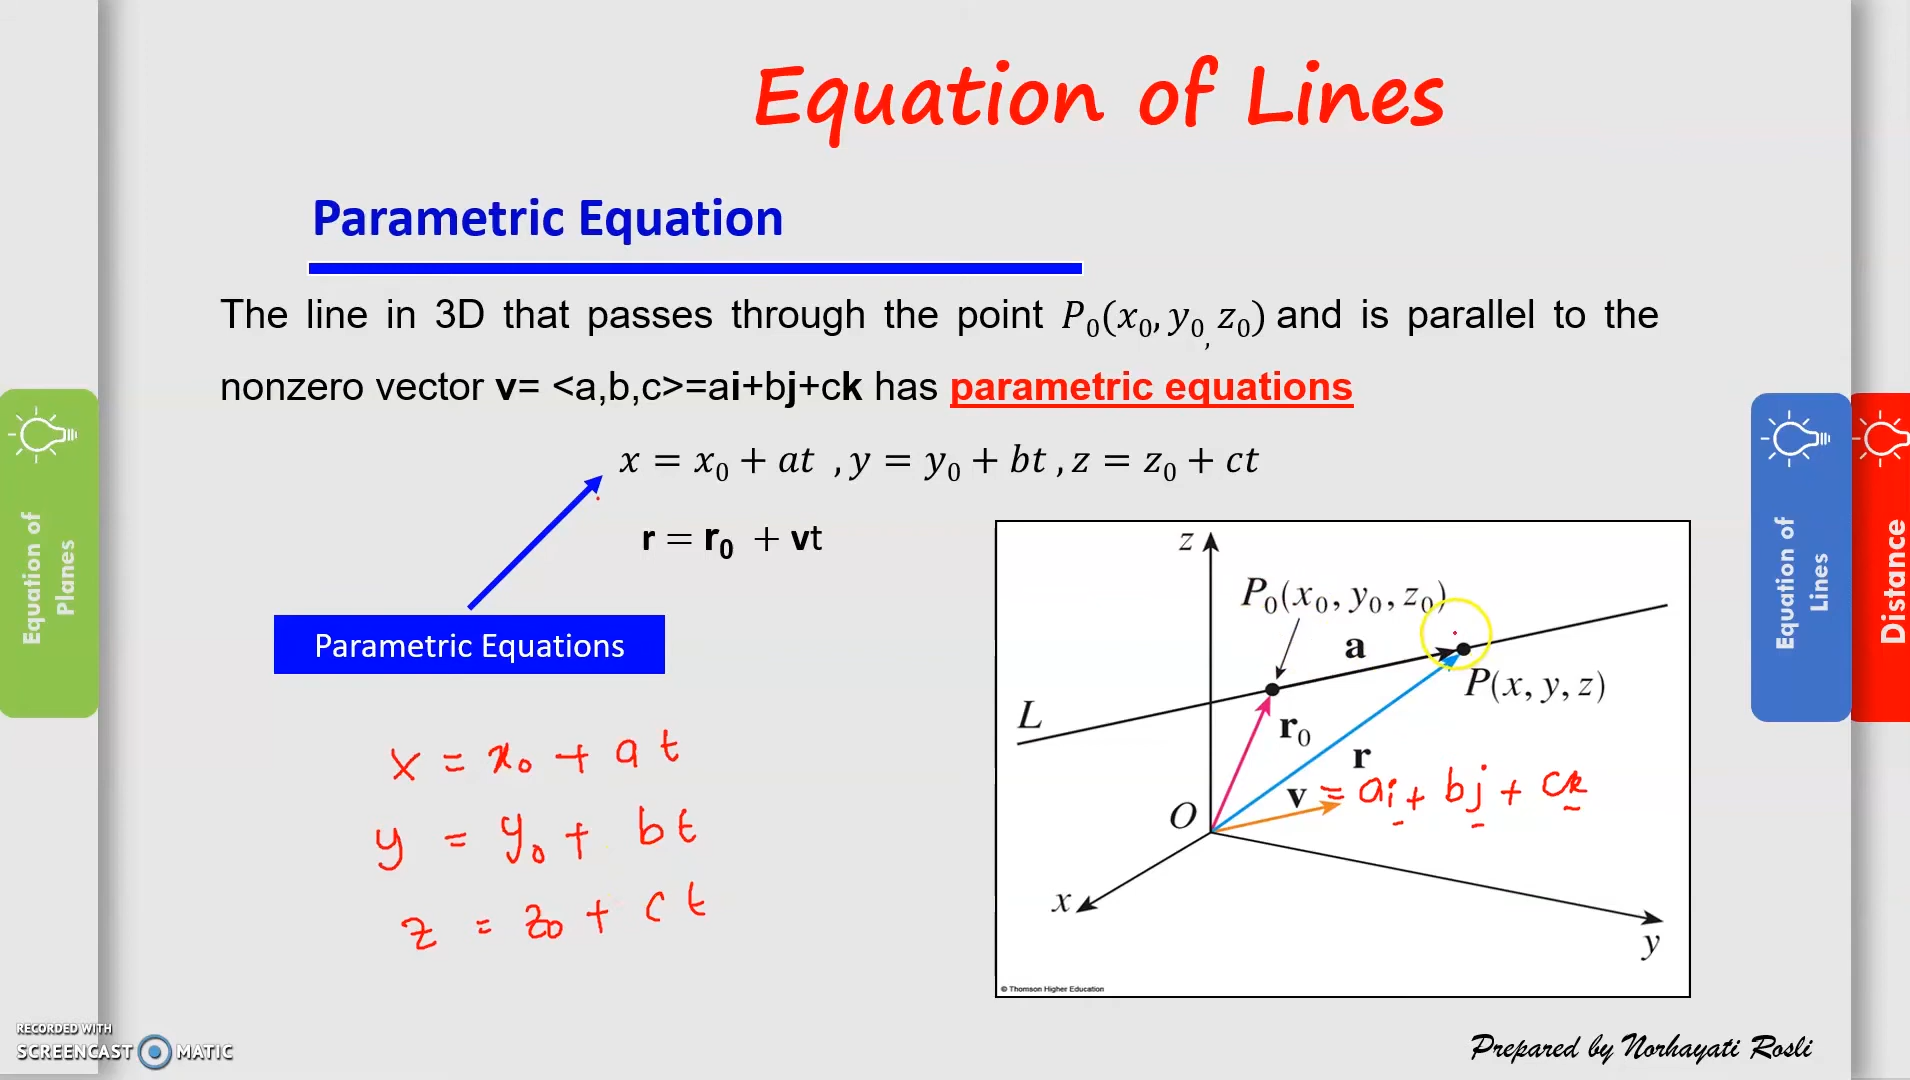 Equation of Lines
Parametric Equation
The line in 3D that passes through the point P₀(x₀, y₀, z₀) and is parallel to the
nonzero vector v= <a,b,c>=ai+bj+ck has parametric equations
x = x₀ + at , y = y₀ + bt , z = z₀ + ct
r = r₀ + vt
Parametric Equations
x = x₀ + at
y = y₀ + bt
z = z₀ + ct
z
P₀(x₀, y₀, z₀)
a
P(x, y, z)
L
r₀
r
v = ai + bj + ck
O
x
y
© Thomson Higher Education
Equation of
Planes
Equation of
Lines
Distance
RECORDED WITH
SCREENCAST MATIC
Prepared by Norhayati Rosli